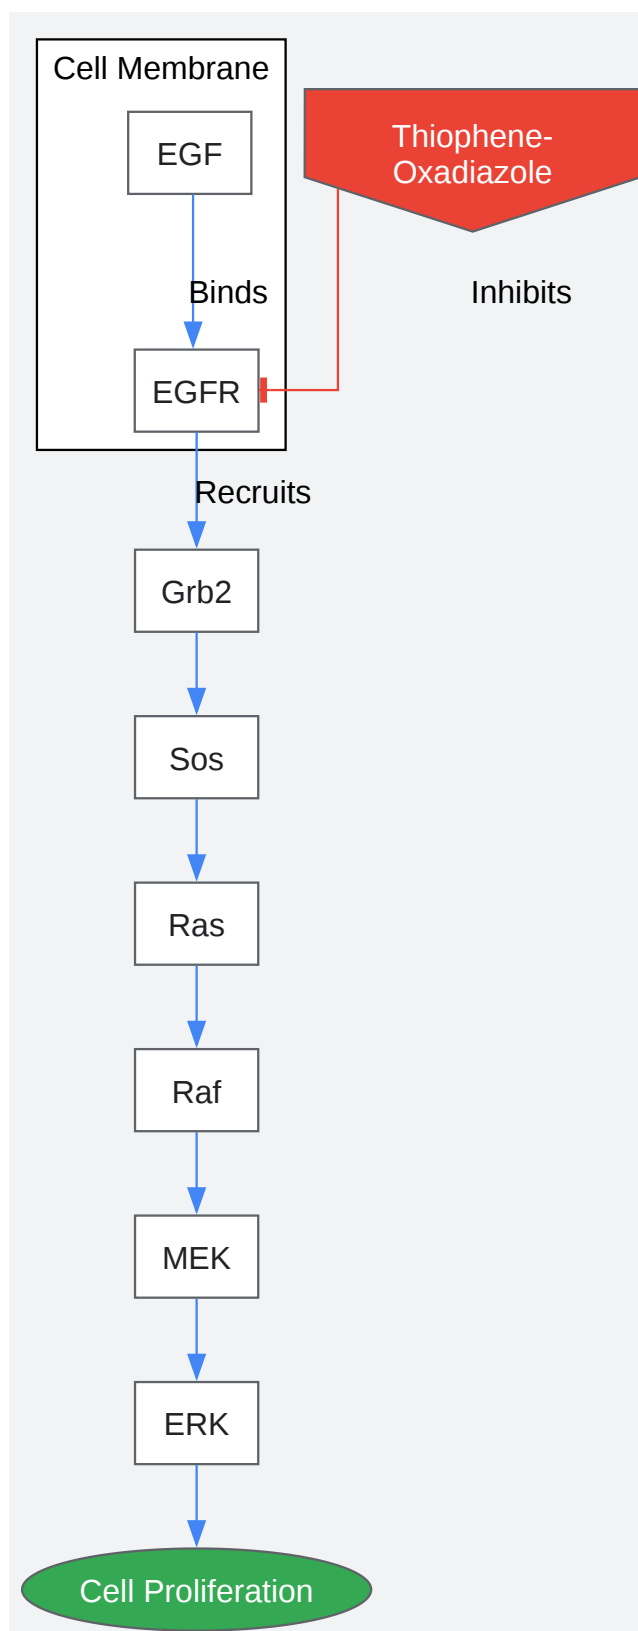 Cell Membrane
EGF
Thiophene-
Oxadiazole
Binds
Inhibits
EGFR
Recruits
Grb2
Sos
Ras
Raf
MEK
ERK
Cell Proliferation